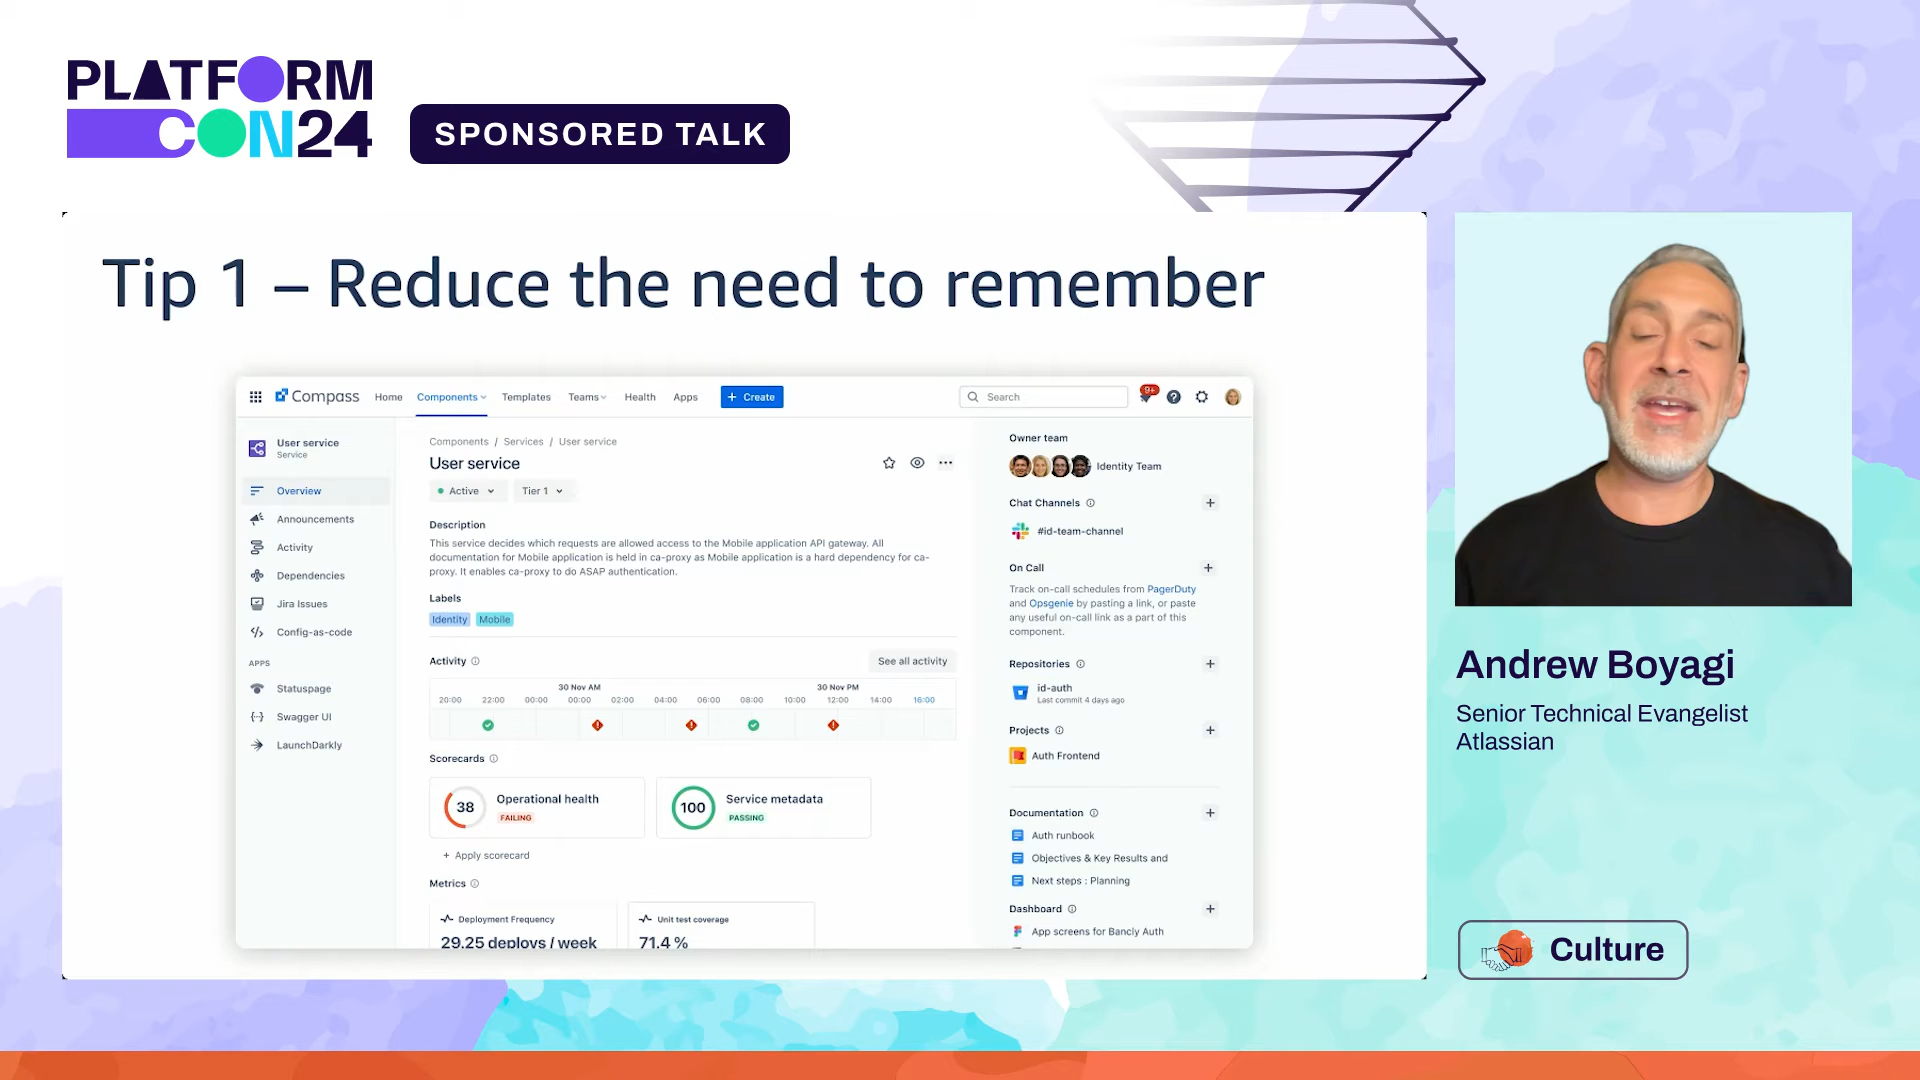 PLATFORM
CON24
SPONSORED TALK
Tip 1 – Reduce the need to remember
Compass
Home
Components
Templates
Teams
Health
Apps
+ Create
Search
9+
User service
Service
Overview
Announcements
Activity
Dependencies
Jira Issues
Config-as-code
APPS
Statuspage
Swagger UI
LaunchDarkly
Components / Services / User service
User service
Active
Tier 1
Description
This service decides which requests are allowed access to the Mobile application API gateway. All
documentation for Mobile application is held in ca-proxy as Mobile application is a hard dependency for ca-
proxy. It enables ca-proxy to do ASAP authentication.
Labels
Identity Mobile
Activity
See all activity
30 Nov AM 30 Nov PM
20:00 22:00 00:00 00:00 02:00 04:00 06:00 08:00 10:00 12:00 14:00 16:00
Scorecards
38
Operational health
FAILING
100
Service metadata
PASSING
+ Apply scorecard
Metrics
Deployment Frequency
29.25 deploys / week
Unit test coverage
71.4 %
Owner team
Identity Team
Chat Channels
#id-team-channel
On Call
Track on-call schedules from PagerDuty
and Opsgenie by pasting a link, or paste
any useful on-call link as a part of this
component.
Repositories
id-auth
Last commit 4 days ago
Projects
Auth Frontend
Documentation
Auth runbook
Objectives & Key Results and
Next steps : Planning
Dashboard
App screens for Bancly Auth
Andrew Boyagi
Senior Technical Evangelist
Atlassian
Culture